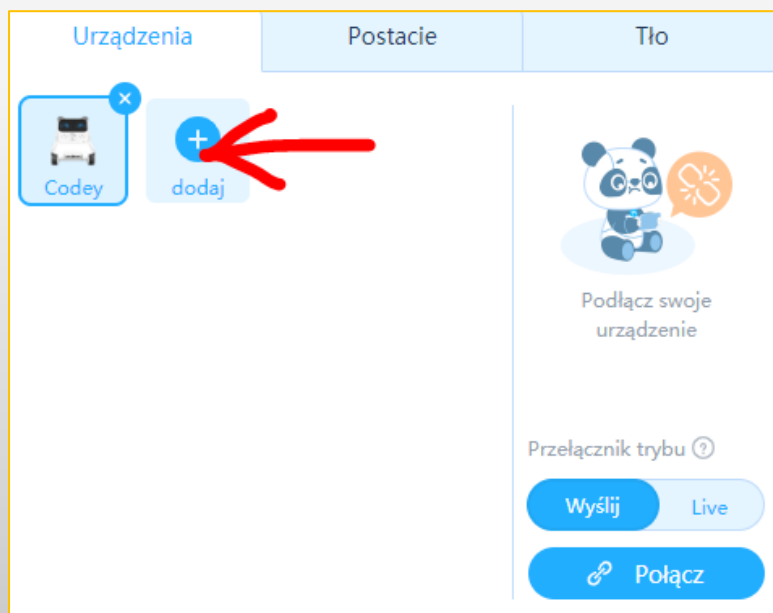 Urządzenia
Postacie
Tło
Codey
dodaj
Podłącz swoje
urządzenie
Przełącznik trybu ?
Wyślij
Live
Połącz